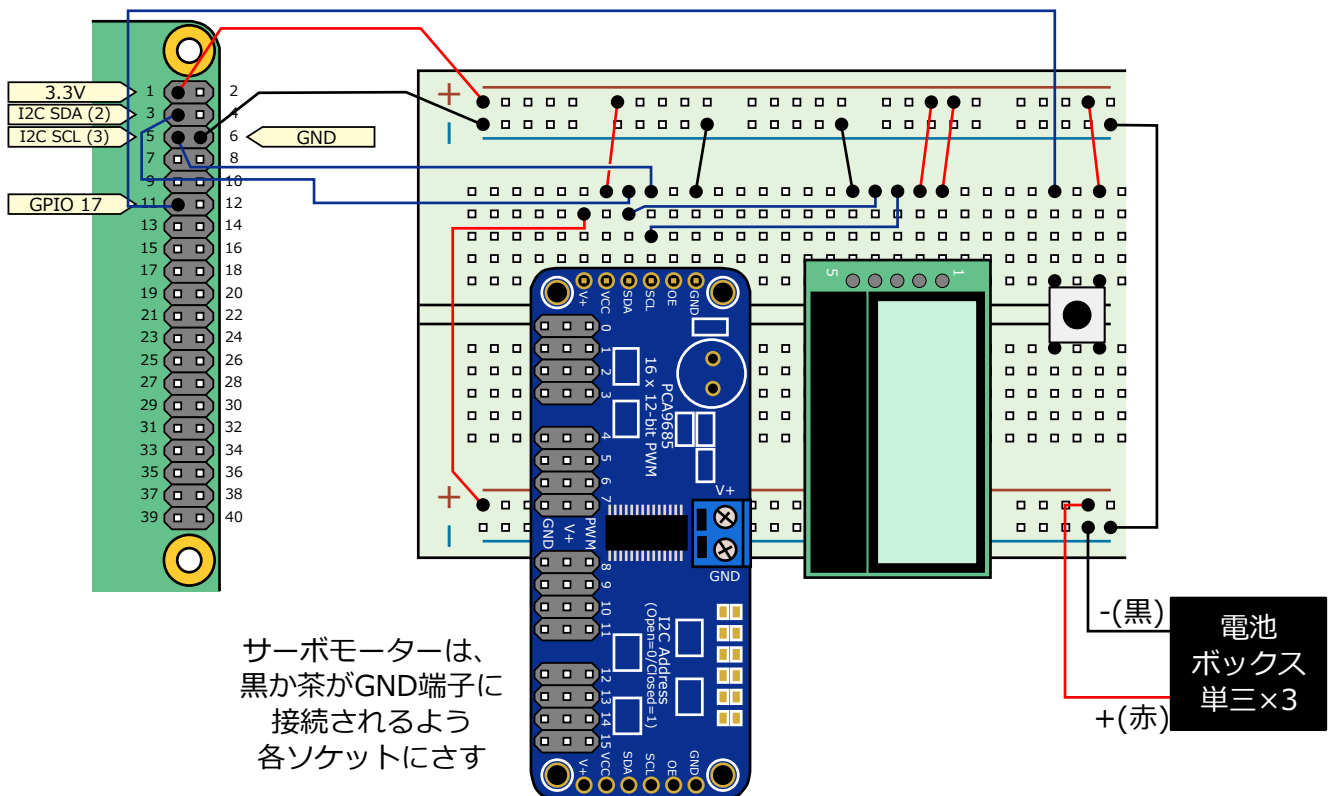 3.3V
I2C SDA (2)
I2C SCL (3)
GPIO 17
GND
1 2
3 4
5 6
7 8
9 10
11 12
13 14
15 16
17 18
19 20
21 22
23 24
25 26
27 28
29 30
31 32
33 34
35 36
37 38
39 40
+
-
+
-
V+ VCC SDA SCL OE GND
0
1
2
3
4
5
6
7
GND V+ PWM
8
9
10
11
12
13
14
15
PCA9685
16 x 12-bit PWM
V+
GND
I2C Address
(Open=0/Closed=1)
V+ VCC SDA SCL OE GND
5 1
-(黒)
+(赤)
電池
ボックス
単三×3
サーボモーターは、
黒か茶がGND端子に
接続されるよう
各ソケットにさす